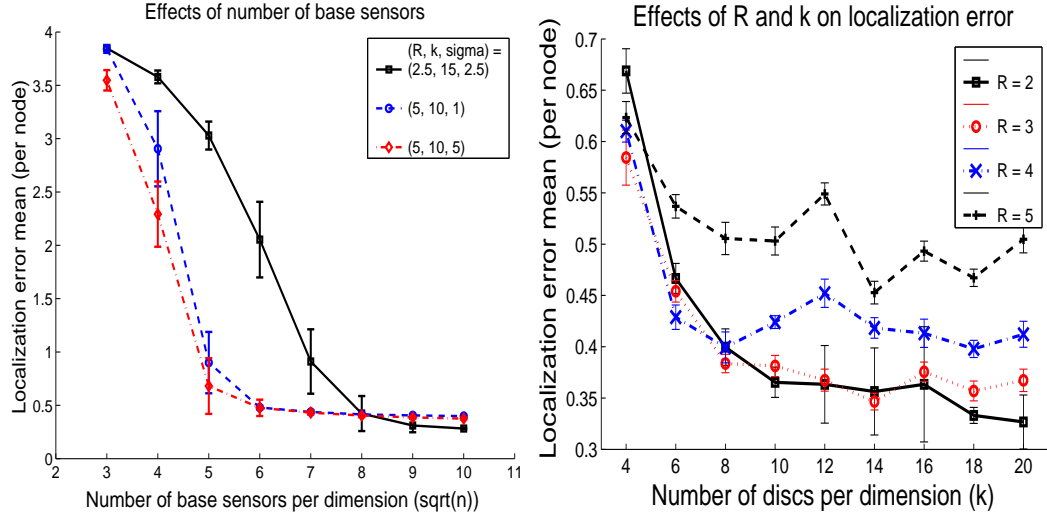 Effects of number of base sensors
Localization error mean (per node)
4
3.5
3
2.5
2
1.5
1
0.5
0
2 3 4 5 6 7 8 9 10 11
Number of base sensors per dimension (sqrt(n))
(R, k, sigma) =
(2.5, 15, 2.5)
(5, 10, 1)
(5, 10, 5)
Effects of R and k on localization error
Localization error mean (per node)
0.7
0.65
0.6
0.55
0.5
0.45
0.4
0.35
0.3
4 6 8 10 12 14 16 18 20
Number of discs per dimension (k)
R = 2
R = 3
R = 4
R = 5